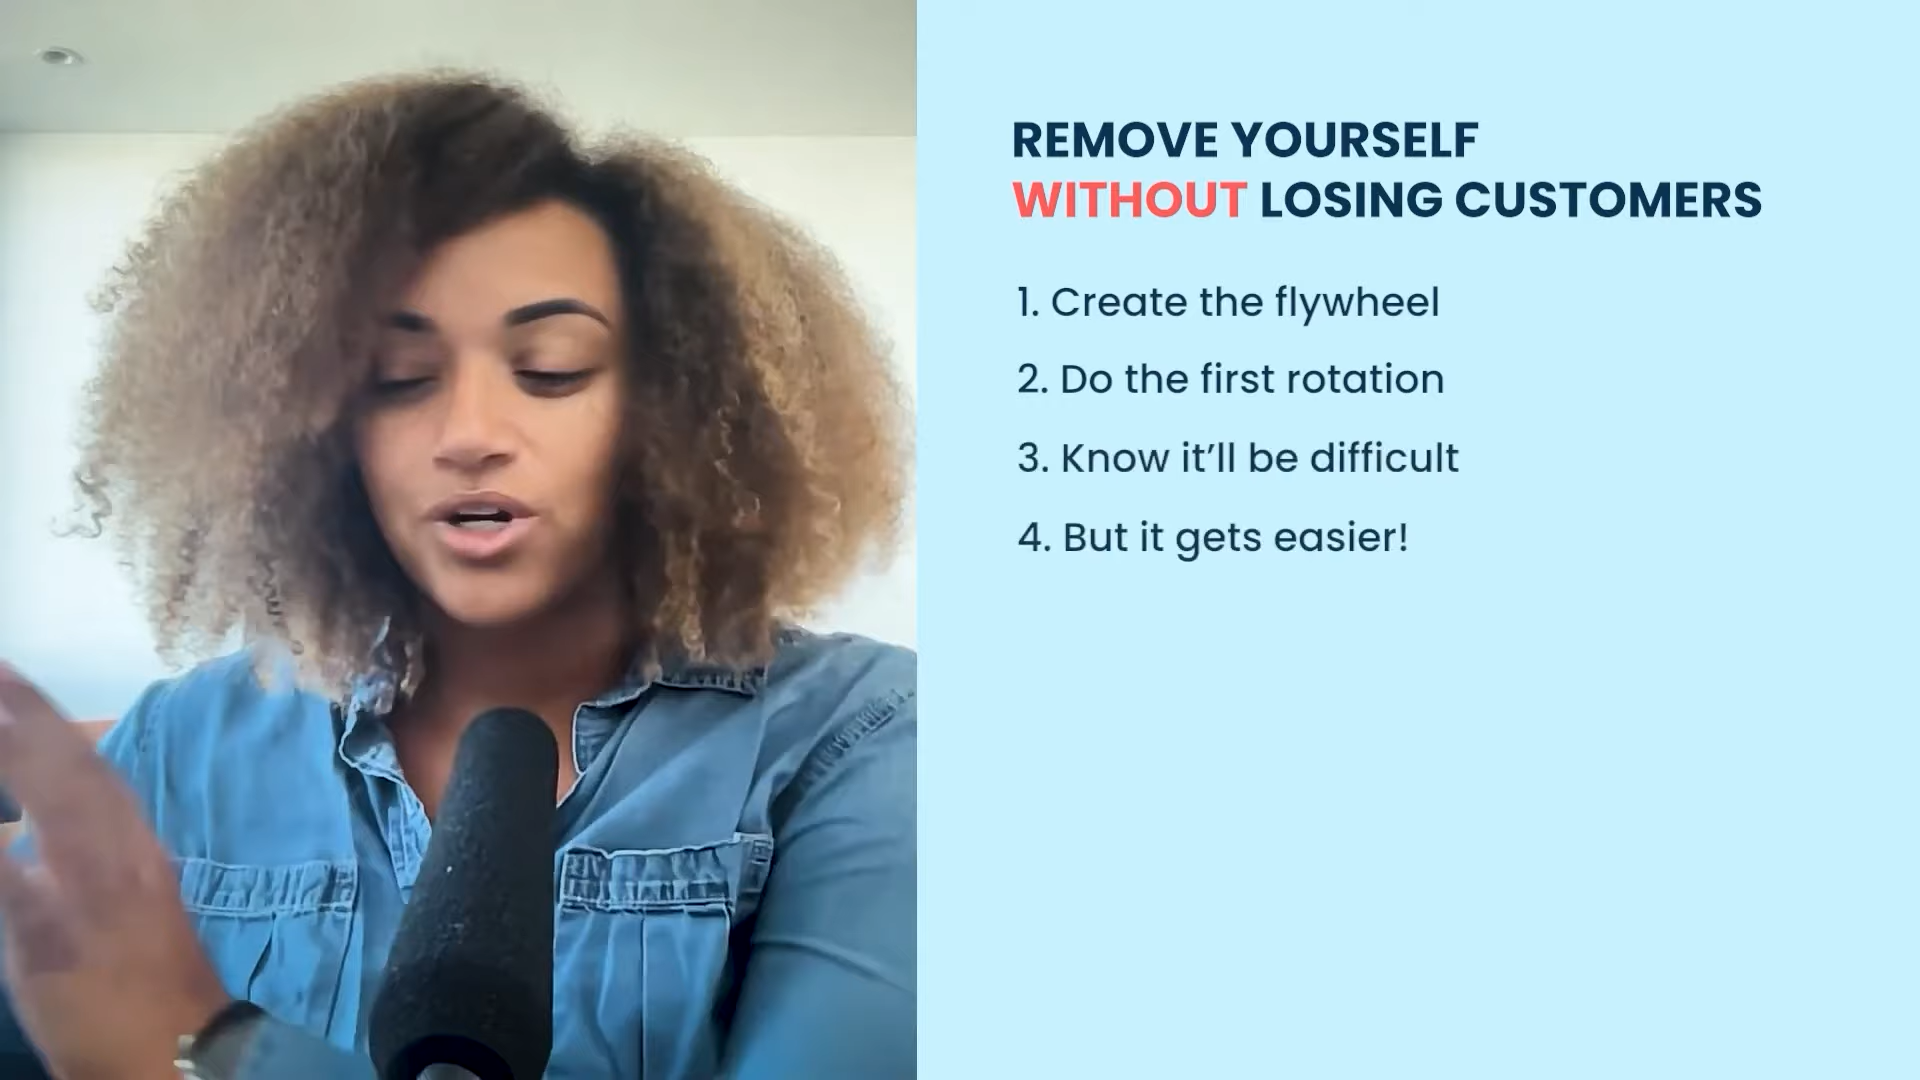 REMOVE YOURSELF
WITHOUT LOSING CUSTOMERS
1. Create the flywheel
2. Do the first rotation
3. Know it’ll be difficult
4. But it gets easier!